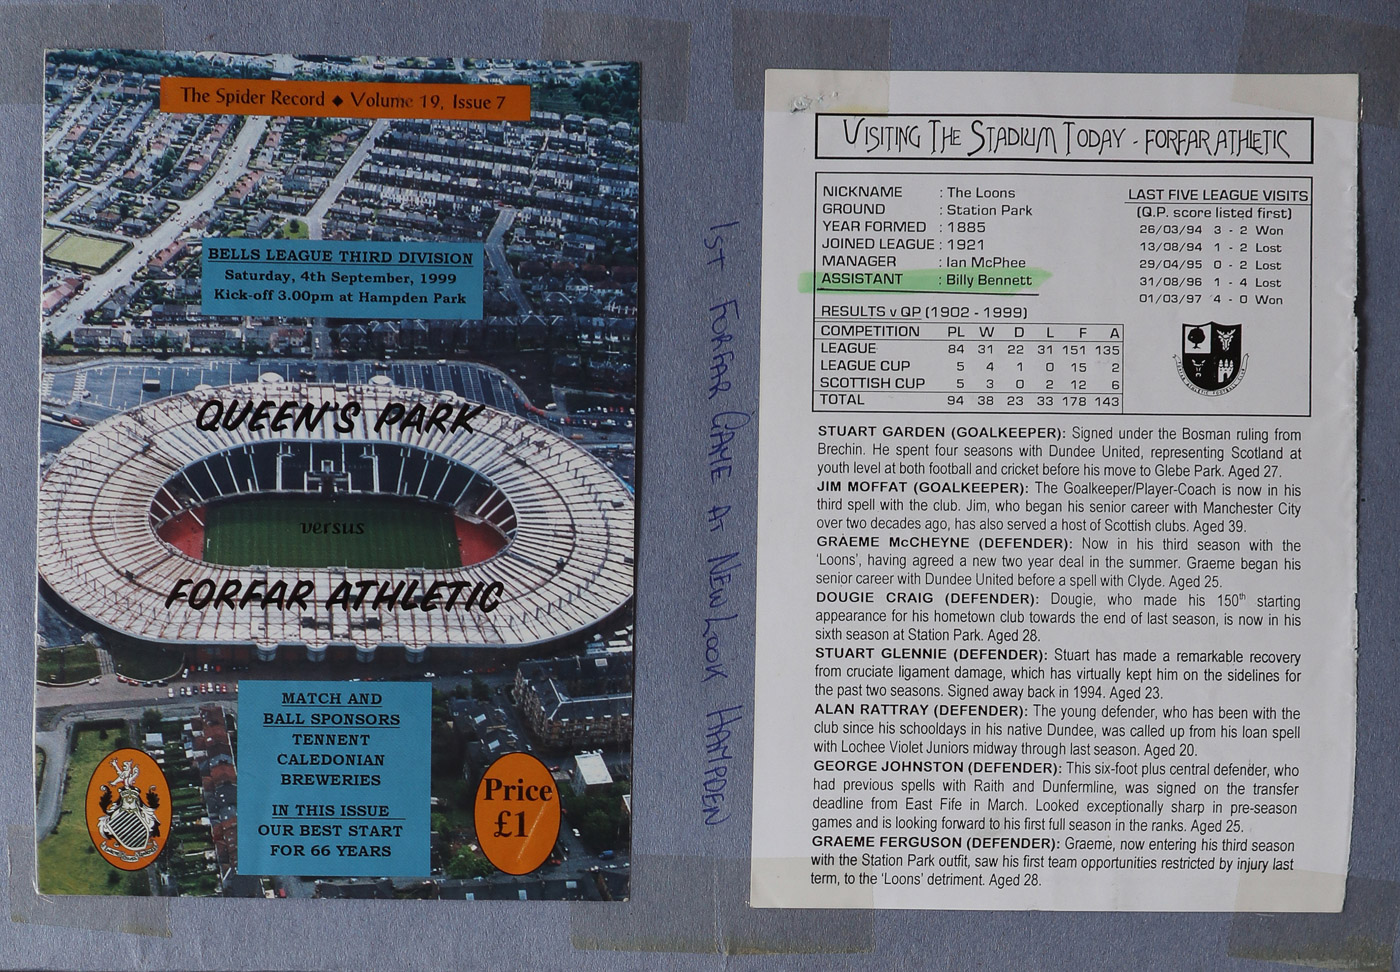 The Spider Record ◆ Volume 19, Issue 7
BELLS LEAGUE THIRD DIVISION
Saturday, 4th September, 1999
Kick-off 3.00pm at Hampden Park
QUEEN'S PARK
versus
FORFAR ATHLETIC
MATCH AND
BALL SPONSORS
TENNENT
CALEDONIAN
BREWERIES
IN THIS ISSUE
OUR BEST START
FOR 66 YEARS
Price
£1
1st FORFAR GAME AT NEW LOOK HAMPDEN
VISITING THE STADIUM TODAY - FORFAR ATHLETIC
NICKNAME : The Loons
GROUND : Station Park
YEAR FORMED : 1885
JOINED LEAGUE : 1921
MANAGER : Ian McPhee
ASSISTANT : Billy Bennett
LAST FIVE LEAGUE VISITS
(Q.P. score listed first)
26/03/94 3 - 2 Won
13/08/94 1 - 2 Lost
29/04/95 0 - 2 Lost
31/08/96 1 - 4 Lost
01/03/97 4 - 0 Won
RESULTS v QP (1902 - 1999)
COMPETITION PL W D L F A
LEAGUE 84 31 22 31 151 135
LEAGUE CUP 5 4 1 0 15 2
SCOTTISH CUP 5 3 0 2 12 6
TOTAL 94 38 23 33 178 143
STUART GARDEN (GOALKEEPER): Signed under the Bosman ruling from
Brechin. He spent four seasons with Dundee United, representing Scotland at
youth level at both football and cricket before his move to Glebe Park. Aged 27.
JIM MOFFAT (GOALKEEPER): The Goalkeeper/Player-Coach is now in his
third spell with the club. Jim, who began his senior career with Manchester City
over two decades ago, has also served a host of Scottish clubs. Aged 39.
GRAEME McCHEYNE (DEFENDER): Now in his third season with the
'Loons', having agreed a new two year deal in the summer. Graeme began his
senior career with Dundee United before a spell with Clyde. Aged 25.
DOUGIE CRAIG (DEFENDER): Dougie, who made his 150th starting
appearance for his hometown club towards the end of last season, is now in his
sixth season at Station Park. Aged 28.
STUART GLENNIE (DEFENDER): Stuart has made a remarkable recovery
from cruciate ligament damage, which has virtually kept him on the sidelines for
the past two seasons. Signed away back in 1994. Aged 23.
ALAN RATTRAY (DEFENDER): The young defender, who has been with the
club since his schooldays in his native Dundee, was called up from his loan spell
with Lochee Violet Juniors midway through last season. Aged 20.
GEORGE JOHNSTON (DEFENDER): This six-foot plus central defender, who
had previous spells with Raith and Dunfermline, was signed on the transfer
deadline from East Fife in March. Looked exceptionally sharp in pre-season
games and is looking forward to his first full season in the ranks. Aged 25.
GRAEME FERGUSON (DEFENDER): Graeme, now entering his third season
with the Station Park outfit, saw his first team opportunities restricted by injury last
term, to the 'Loons' detriment. Aged 28.